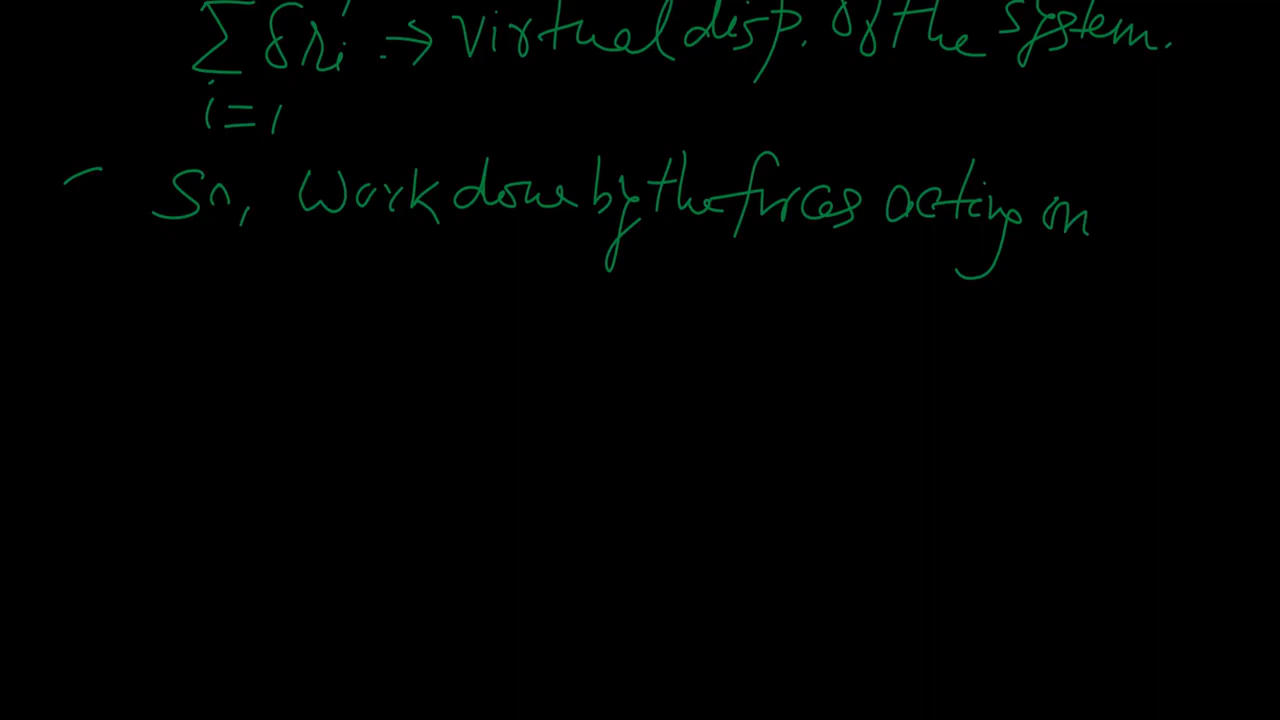 ∑ δri → virtual disp. of the system.
i=1
So, Work done by the forces acting on